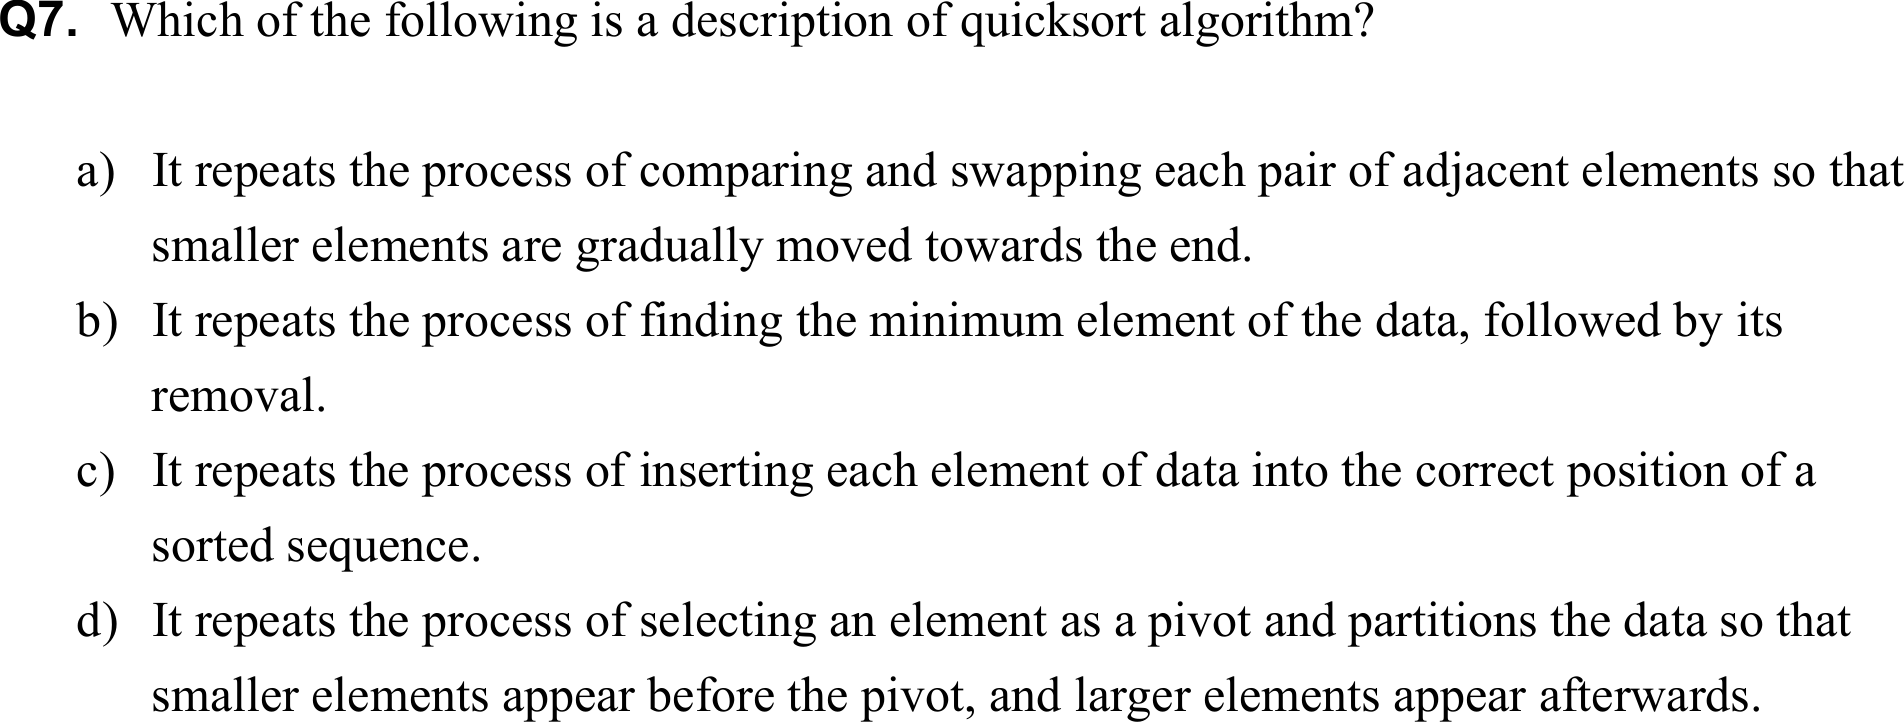 Q7. Which of the following is a description of quicksort algorithm?
a) It repeats the process of comparing and swapping each pair of adjacent elements so that
smaller elements are gradually moved towards the end.
b) It repeats the process of finding the minimum element of the data, followed by its
removal.
c) It repeats the process of inserting each element of data into the correct position of a
sorted sequence.
d) It repeats the process of selecting an element as a pivot and partitions the data so that
smaller elements appear before the pivot, and larger elements appear afterwards.